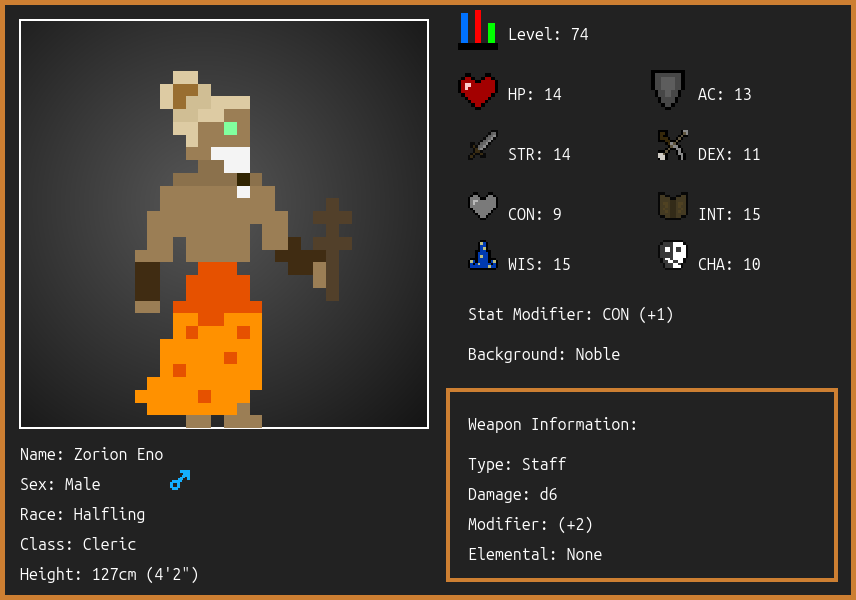 Level: 74
HP: 14
AC: 13
STR: 14
DEX: 11
CON: 9
INT: 15
WIS: 15
CHA: 10
Stat Modifier: CON (+1)
Background: Noble
Weapon Information:
Type: Staff
Damage: d6
Modifier: (+2)
Elemental: None
Name: Zorion Eno
Sex: Male
Race: Halfling
Class: Cleric
Height: 127cm (4'2")